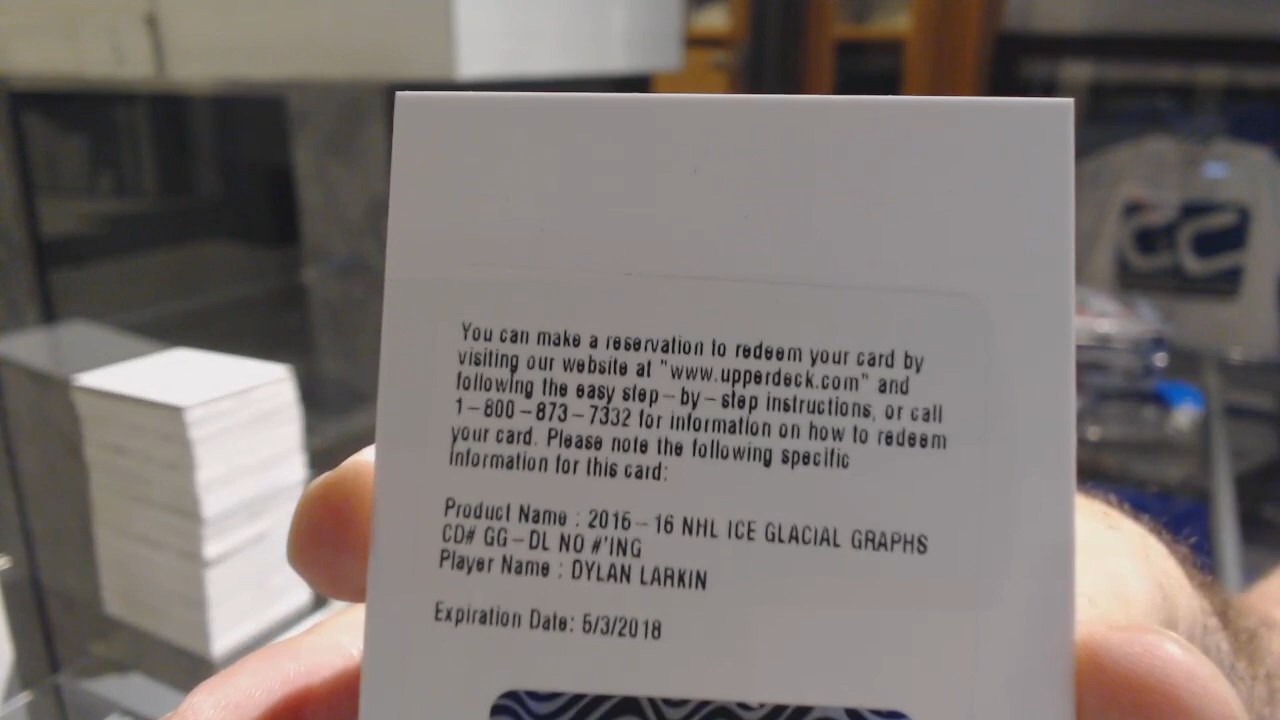 You can make a reservation to redeem your card by
visiting our website at "www.upperdeck.com" and
following the easy step-by-step instructions, or call
1-800-873-7332 for information on how to redeem
your card. Please note the following specific
information for this card:
Product Name : 2015-16 NHL ICE GLACIAL GRAPHS
CD# GG-DL NO #'ING
Player Name : DYLAN LARKIN
Expiration Date: 5/3/2018
CC